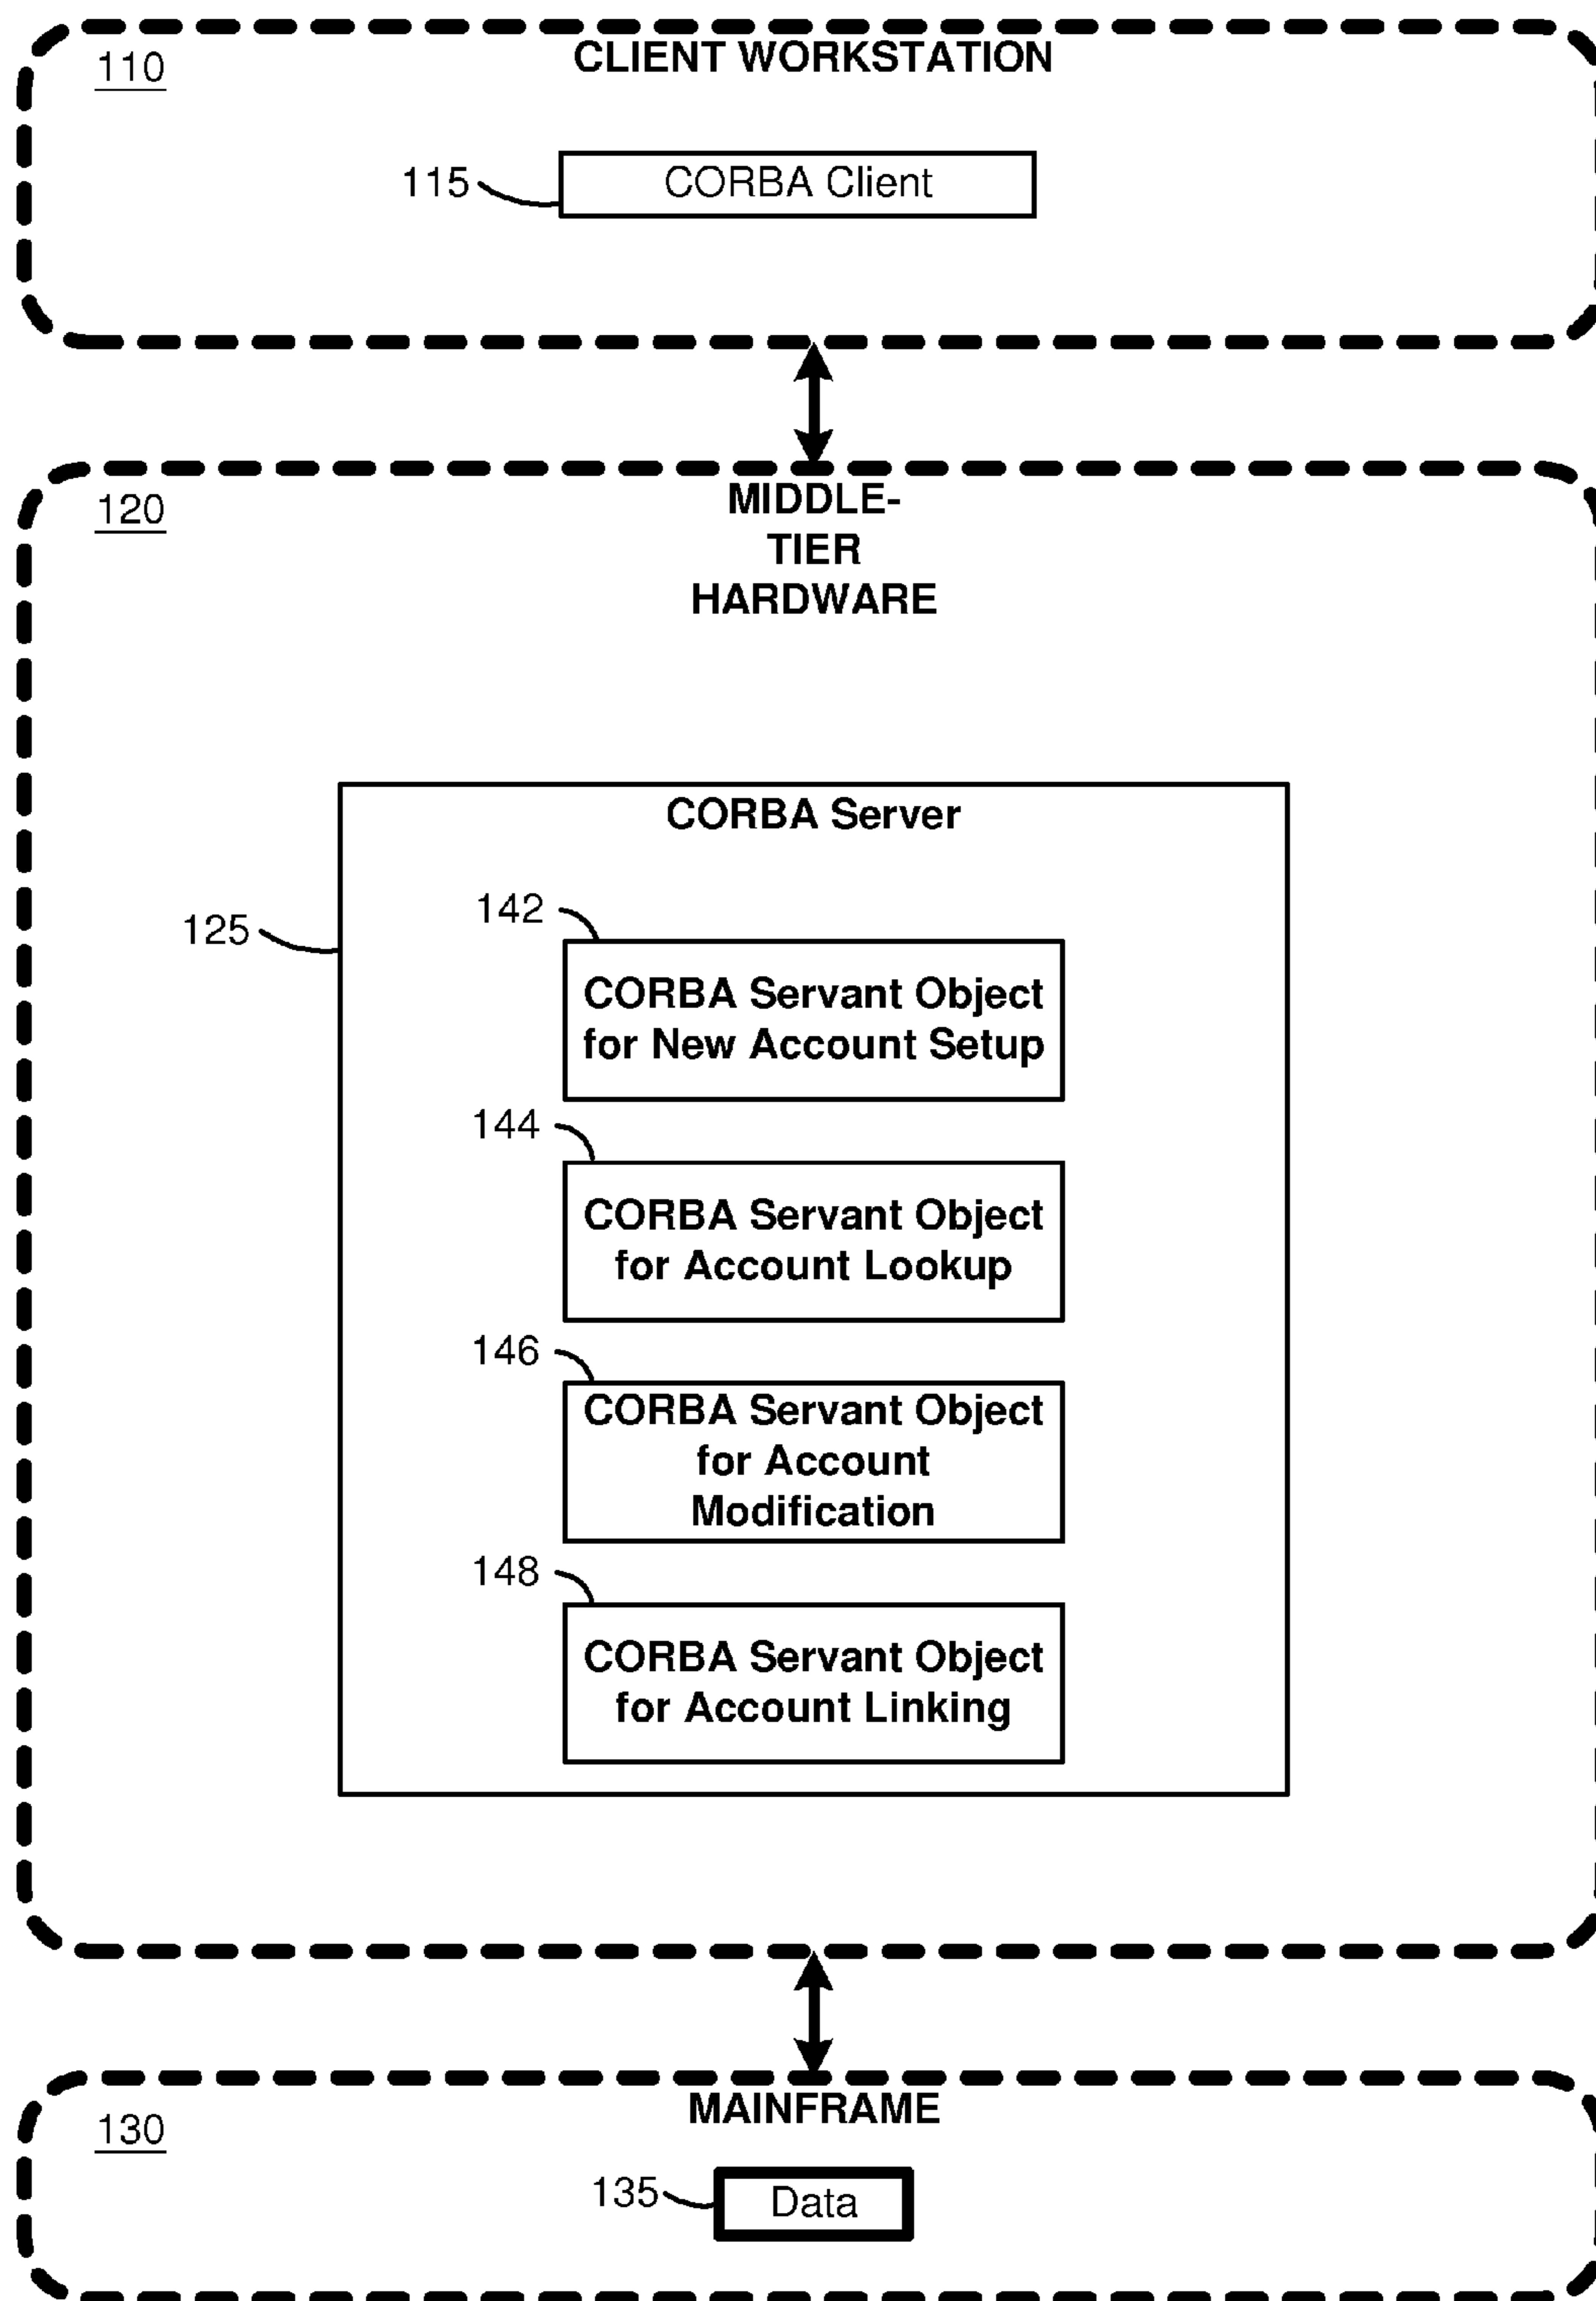 110
CLIENT WORKSTATION
115
CORBA Client
120
MIDDLE-
TIER
HARDWARE
CORBA Server
125
142
CORBA Servant Object
for New Account Setup
144
CORBA Servant Object
for Account Lookup
146
CORBA Servant Object
for Account
Modification
148
CORBA Servant Object
for Account Linking
130
MAINFRAME
135
Data